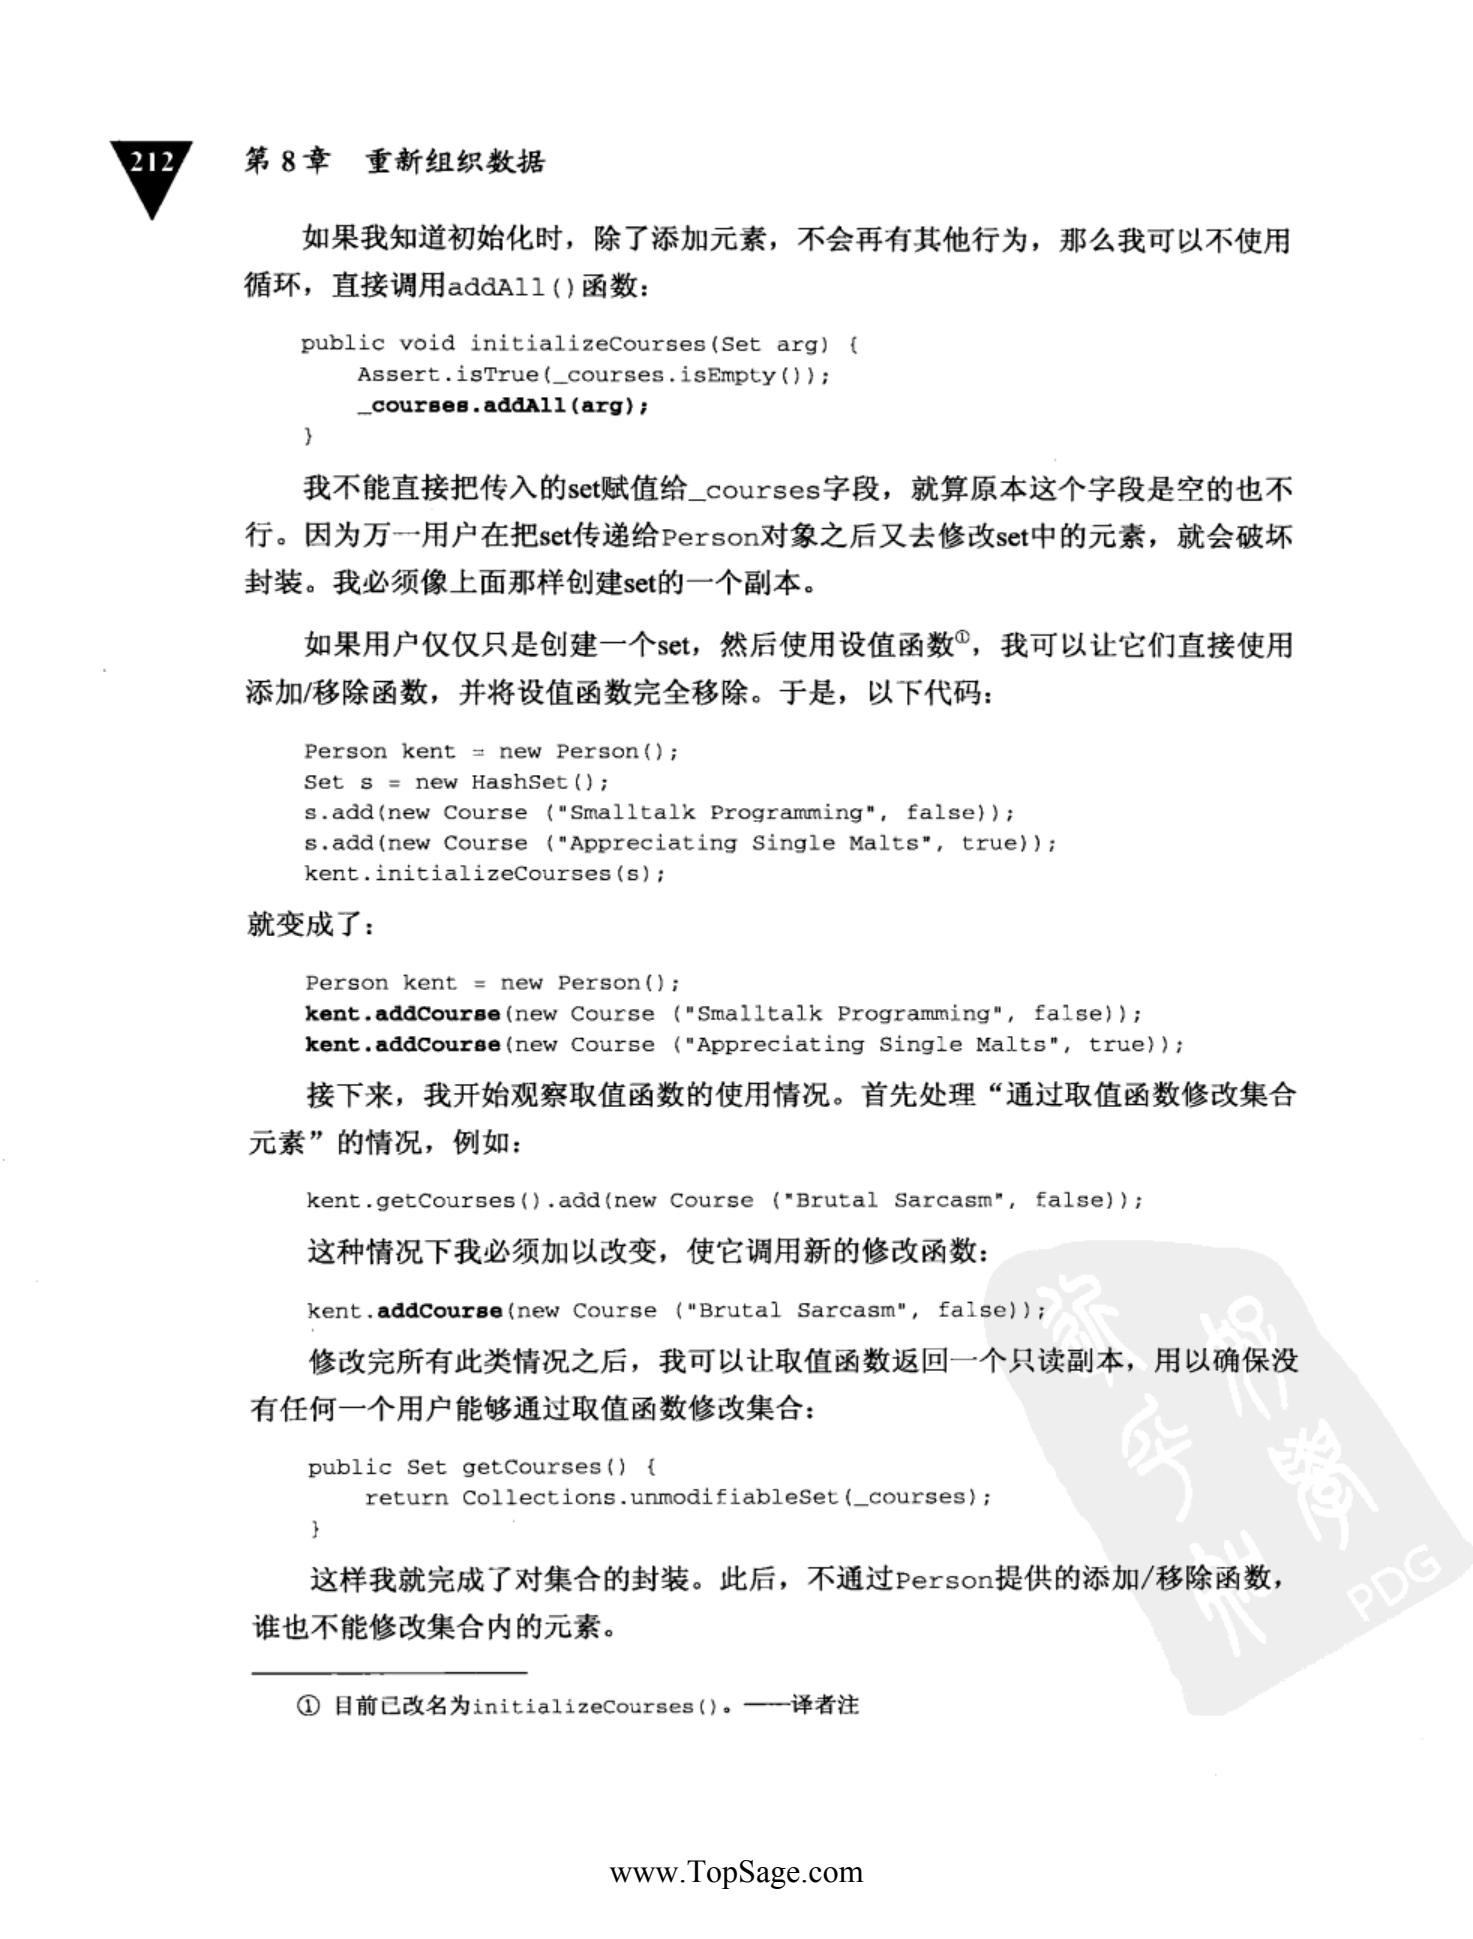 212
第 8 章 重新组织数据
如果我知道初始化时，除了添加元素，不会再有其他行为，那么我可以不使用
循环，直接调用addAll()函数：
public void initializeCourses(Set arg) {
    Assert.isTrue(_courses.isEmpty());
    _courses.addAll(arg);
}
我不能直接把传入的set赋值给_courses字段，就算原本这个字段是空的也不
行。因为万一用户在把set传递给Person对象之后又去修改set中的元素，就会破坏
封装。我必须像上面那样创建set的一个副本。
如果用户仅仅只是创建一个set，然后使用设值函数①，我可以让它们直接使用
添加/移除函数，并将设值函数完全移除。于是，以下代码：
Person kent = new Person();
Set s = new HashSet();
s.add(new Course ("Smalltalk Programming", false));
s.add(new Course ("Appreciating Single Malts", true));
kent.initializeCourses(s);
就变成了：
Person kent = new Person();
kent.addCourse(new Course ("Smalltalk Programming", false));
kent.addCourse(new Course ("Appreciating Single Malts", true));
接下来，我开始观察取值函数的使用情况。首先处理“通过取值函数修改集合
元素”的情况，例如：
kent.getCourses().add(new Course ("Brutal Sarcasm", false));
这种情况下我必须加以改变，使它调用新的修改函数：
kent.addCourse(new Course ("Brutal Sarcasm", false));
修改完所有此类情况之后，我可以让取值函数返回一个只读副本，用以确保没
有任何一个用户能够通过取值函数修改集合：
public Set getCourses() {
    return Collections.unmodifiableSet(_courses);
}
这样我就完成了对集合的封装。此后，不通过Person提供的添加/移除函数，
谁也不能修改集合内的元素。
① 目前已改名为initializeCourses()。——译者注
PDG
www.TopSage.com